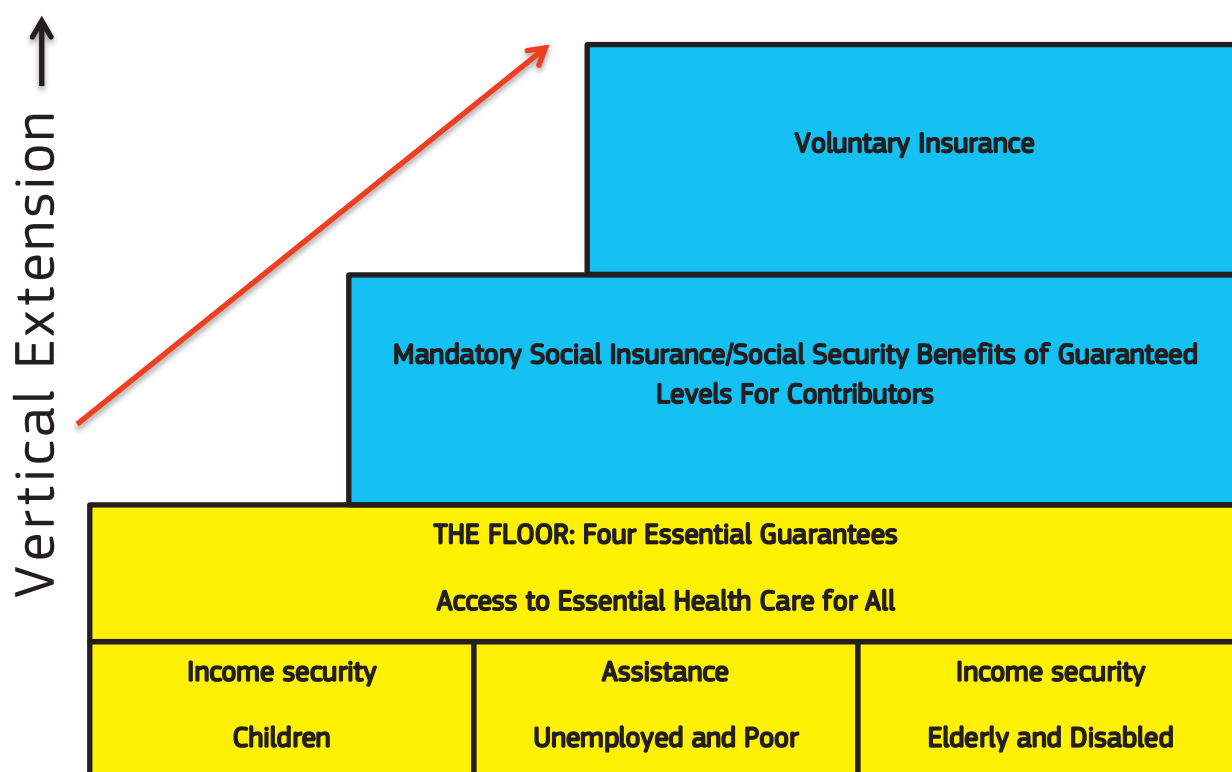 Vertical Extension
Voluntary Insurance
Mandatory Social Insurance/Social Security Benefits of Guaranteed
Levels For Contributors
THE FLOOR: Four Essential Guarantees
Access to Essential Health Care for All
Income security
Children
Assistance
Unemployed and Poor
Income security
Elderly and Disabled